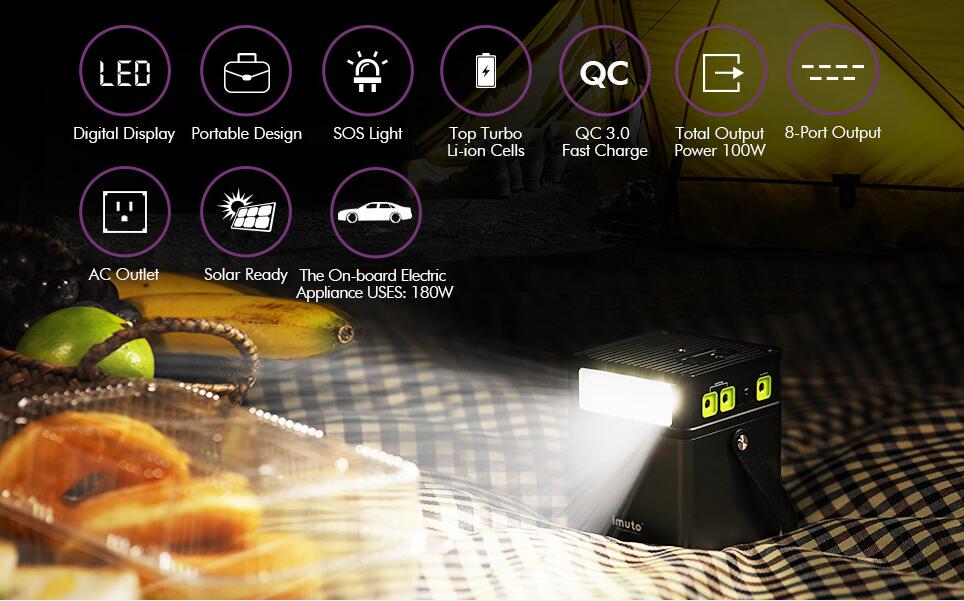 LED
QC
Digital Display
Portable Design
SOS Light
Top Turbo
Li-ion Cells
QC 3.0
Fast Charge
Total Output
Power 100W
8-Port Output
AC Outlet
Solar Ready
The On-board Electric
Appliance USES: 180W
imuto